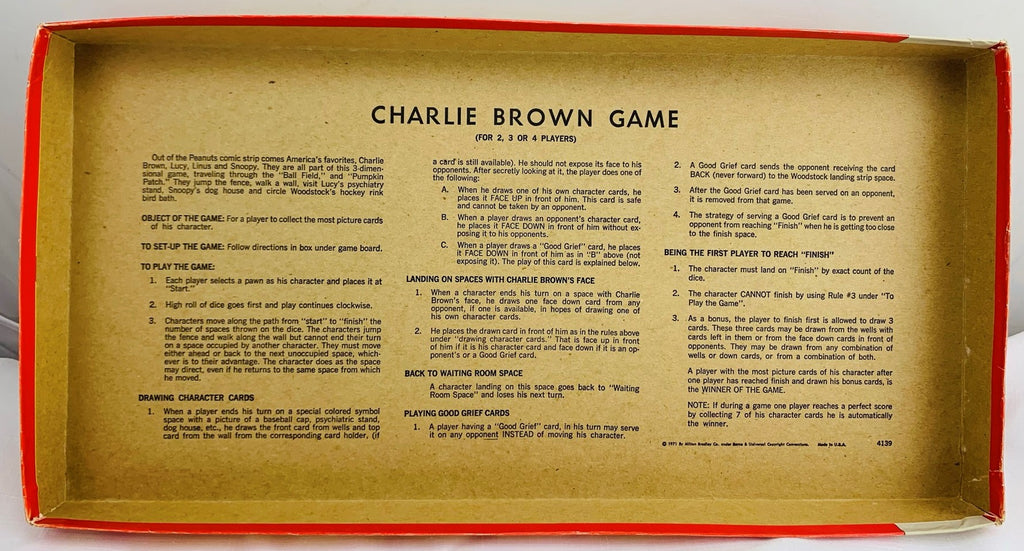 CHARLIE BROWN GAME
(FOR 2, 3 OR 4 PLAYERS)
Out of the Peanuts comic strip comes America's favorites, Charlie
Brown, Lucy, Linus and Snoopy. They are all part of this 3-dimen-
sional game, traveling through the "Ball Field," and "Pumpkin
Patch." They jump the fence, walk a wall, visit Lucy's psychiatry
stand, Snoopy's dog house and circle Woodstock's hockey rink
bird bath.
OBJECT OF THE GAME: For a player to collect the most picture cards
of his character.
TO SET-UP THE GAME: Follow directions in box under game board.
TO PLAY THE GAME:
1. Each player selects a pawn as his character and places it at
"Start."
2. High roll of dice goes first and play continues clockwise.
3. Characters move along the path from "start" to "finish" the
number of spaces thrown on the dice. The characters jump
the fence and walk along the wall but cannot end their turn
on a space occupied by another character. They must move
either ahead or back to the next unoccupied space, which-
ever is to their advantage. The character does as the space
may direct, even if he returns to the same space from which
he moved.
DRAWING CHARACTER CARDS
1. When a player ends his turn on a special colored symbol
space with a picture of a baseball cap, psychiatric stand,
dog house, etc., he draws the front card from wells and top
card from the wall from the corresponding card holder, (if
a card is still available). He should not expose its face to his
opponents. After secretly looking at it, the player does one of
the following:
A. When he draws one of his own character cards, he
places it FACE UP in front of him. This card is safe
and cannot be taken by an opponent.
B. When a player draws an opponent's character card,
he places it FACE DOWN in front of him without ex-
posing it to his opponents.
C. When a player draws a "Good Grief" card, he places
it FACE DOWN in front of him as in "B" above (not
exposing it). The play of this card is explained below.
LANDING ON SPACES WITH CHARLIE BROWN'S FACE
1. When a character ends his turn on a space with Charlie
Brown's face, he draws one face down card from any
opponent, if one is available, in hopes of drawing one of
his own character cards.
2. He places the drawn card in front of him as in the rules above
under "drawing character cards." That is face up in front
of him if it is his character card and face down if it is an op-
ponent's or a Good Grief card.
BACK TO WAITING ROOM SPACE
A character landing on this space goes back to "Waiting
Room Space" and loses his next turn.
PLAYING GOOD GRIEF CARDS
1. A player having a "Good Grief" card, in his turn may serve
it on any opponent INSTEAD of moving his character.
2. A Good Grief card sends the opponent receiving the card
BACK (never forward) to the Woodstock landing strip space.
3. After the Good Grief card has been served on an opponent,
it is removed from that game.
4. The strategy of serving a Good Grief card is to prevent an
opponent from reaching "Finish" when he is getting too close
to the finish space.
BEING THE FIRST PLAYER TO REACH "FINISH"
1. The character must land on "Finish" by exact count of the
dice.
2. The character CANNOT finish by using Rule #3 under "To
Play the Game".
3. As a bonus, the player to finish first is allowed to draw 3
cards. These three cards may be drawn from the wells with
cards left in them or from the face down cards in front of
opponents. They may be drawn from any combination of
wells or down cards, or from a combination of both.
A player with the most picture cards of his character after
one player has reached finish and drawn his bonus cards, is
the WINNER OF THE GAME.
NOTE: If during a game one player reaches a perfect score
by collecting 7 of his character cards he is automatically
the winner.
© 1971 By Milton Bradley Co. under Berne & Universal Copyright Conventions. Made In U.S.A. 4139